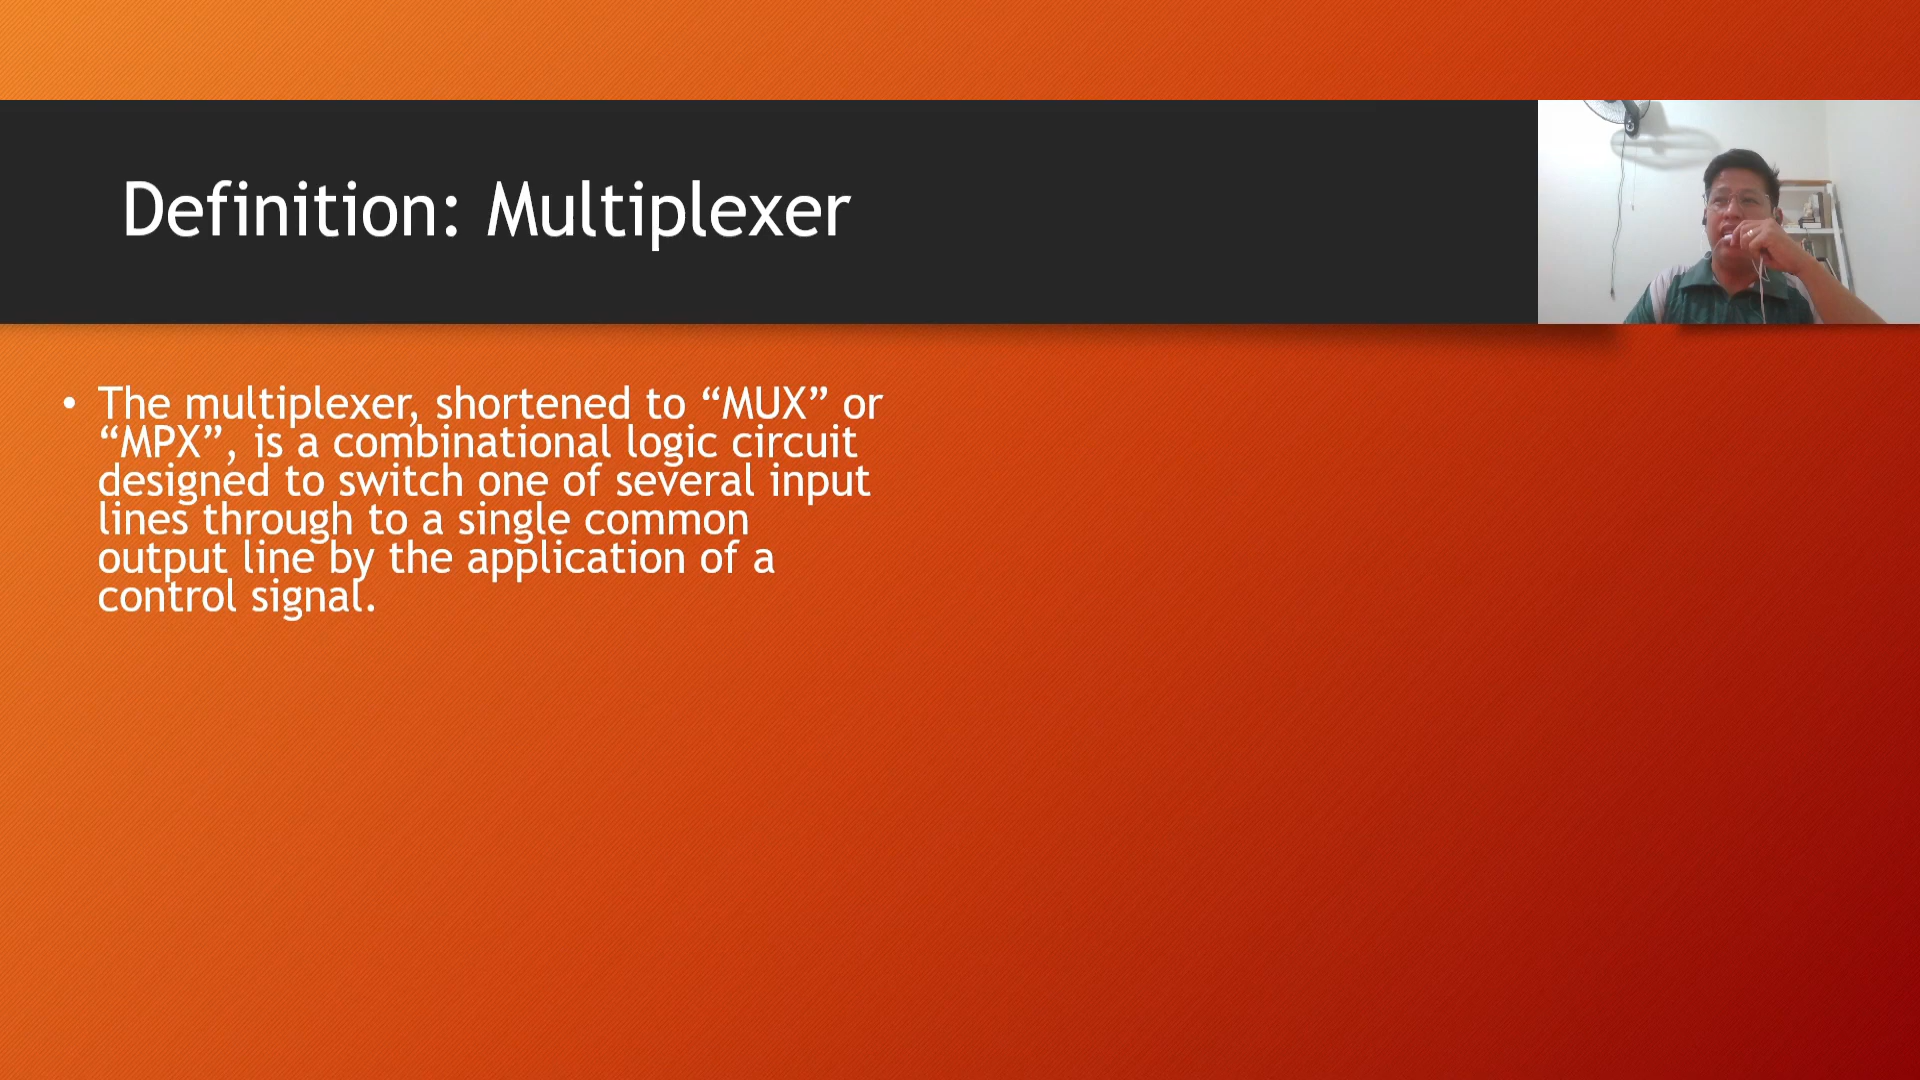 Definition: Multiplexer
• The multiplexer, shortened to “MUX” or
“MPX”, is a combinational logic circuit
designed to switch one of several input
lines through to a single common
output line by the application of a
control signal.